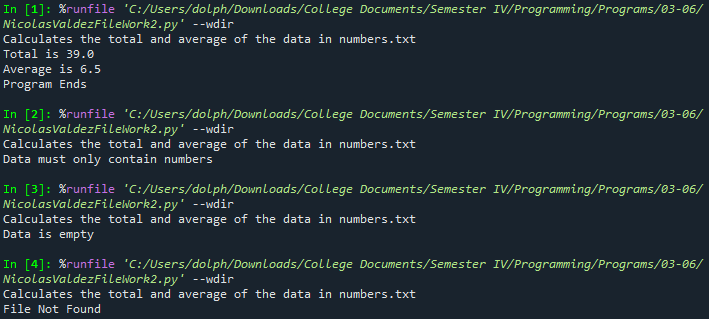 In [1]: %runfile 'C:/Users/dolph/Downloads/College Documents/Semester IV/Programming/Programs/03-06/
NicolasValdezFileWork2.py' --wdir
Calculates the total and average of the data in numbers.txt
Total is 39.0
Average is 6.5
Program Ends
In [2]: %runfile 'C:/Users/dolph/Downloads/College Documents/Semester IV/Programming/Programs/03-06/
NicolasValdezFileWork2.py' --wdir
Calculates the total and average of the data in numbers.txt
Data must only contain numbers
In [3]: %runfile 'C:/Users/dolph/Downloads/College Documents/Semester IV/Programming/Programs/03-06/
NicolasValdezFileWork2.py' --wdir
Calculates the total and average of the data in numbers.txt
Data is empty
In [4]: %runfile 'C:/Users/dolph/Downloads/College Documents/Semester IV/Programming/Programs/03-06/
NicolasValdezFileWork2.py' --wdir
Calculates the total and average of the data in numbers.txt
File Not Found